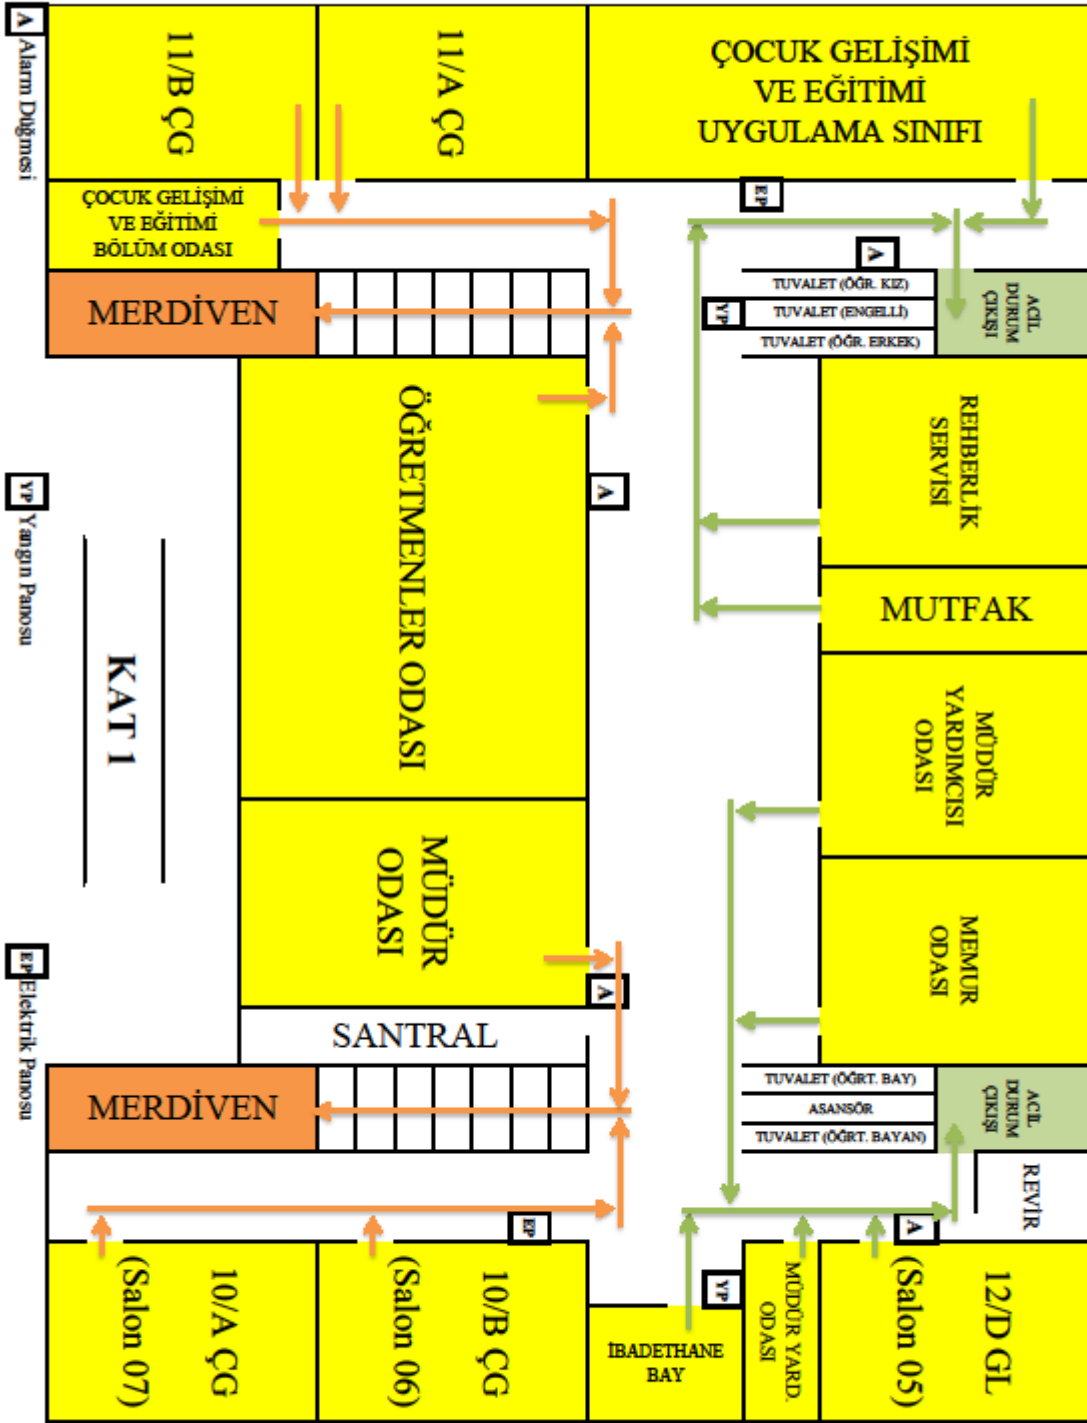 A Alarm Düğmesi
11/B ÇG
11/A ÇG
ÇOCUK GELİŞİMİ
VE EĞİTİMİ
UYGULAMA SINIFI
ÇOCUK GELİŞİMİ
VE EĞİTİMİ
BÖLÜM ODASI
EP
A
MERDİVEN
TUVALET (ÖĞR. KIZ)
YP
TUVALET (ENGELLİ)
TUVALET (ÖĞR. ERKEK)
ACİL
DURUM
ÇIKIŞI
ÖĞRETMENLER ODASI
A
REHBERLİK
SERVİSİ
YP Yangın Panosu
MUTFAK
KAT 1
MÜDÜR
YARDIMCISI
ODASI
MÜDÜR
ODASI
MEMUR
ODASI
EP Elektrik Panosu
A
SANTRAL
MERDİVEN
TUVALET (ÖĞRT. BAY)
ASANSÖR
TUVALET (ÖĞRT. BAYAN)
ACİL
DURUM
ÇIKIŞI
REVİR
EP
A
10/A ÇG
(Salon 07)
10/B ÇG
(Salon 06)
İBADETHANE
BAY
YP
MÜDÜR YARD.
ODASI
12/D GL
(Salon 05)